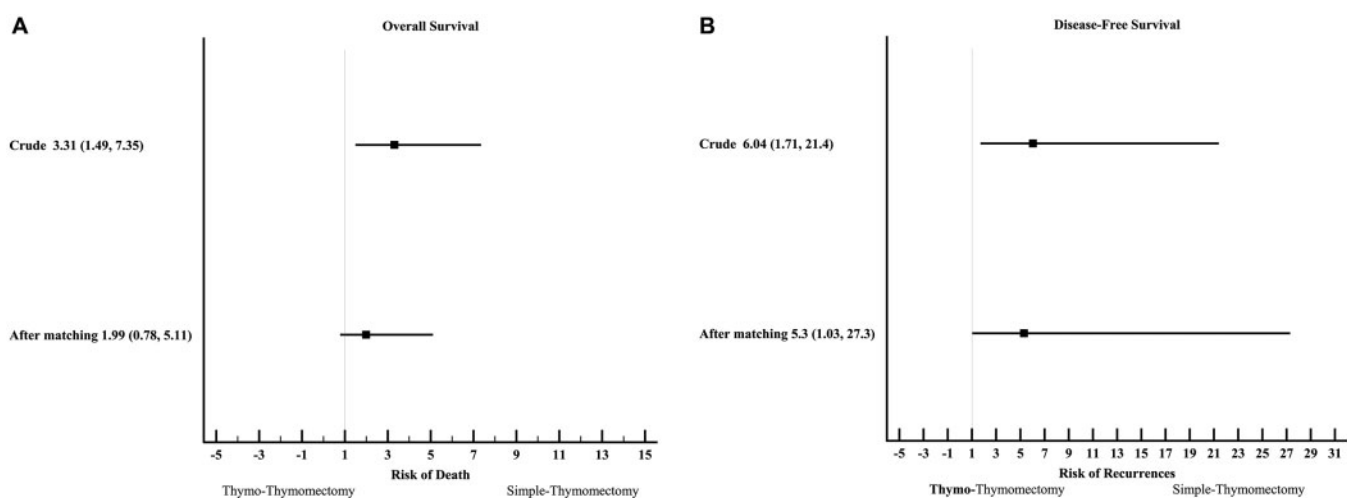 A
Overall Survival
Crude 3.31 (1.49, 7.35)
After matching 1.99 (0.78, 5.11)
-5 -3 -1 1 3 5 7 9 11 13 15
Risk of Death
Thymo-Thymomectomy Simple-Thymomectomy
B
Disease-Free Survival
Crude 6.04 (1.71, 21.4)
After matching 5.3 (1.03, 27.3)
-5 -3 -1 1 3 5 7 9 11 13 15 17 19 21 23 25 27 29 31
Risk of Recurrences
Thymo-Thymomectomy Simple-Thymomectomy